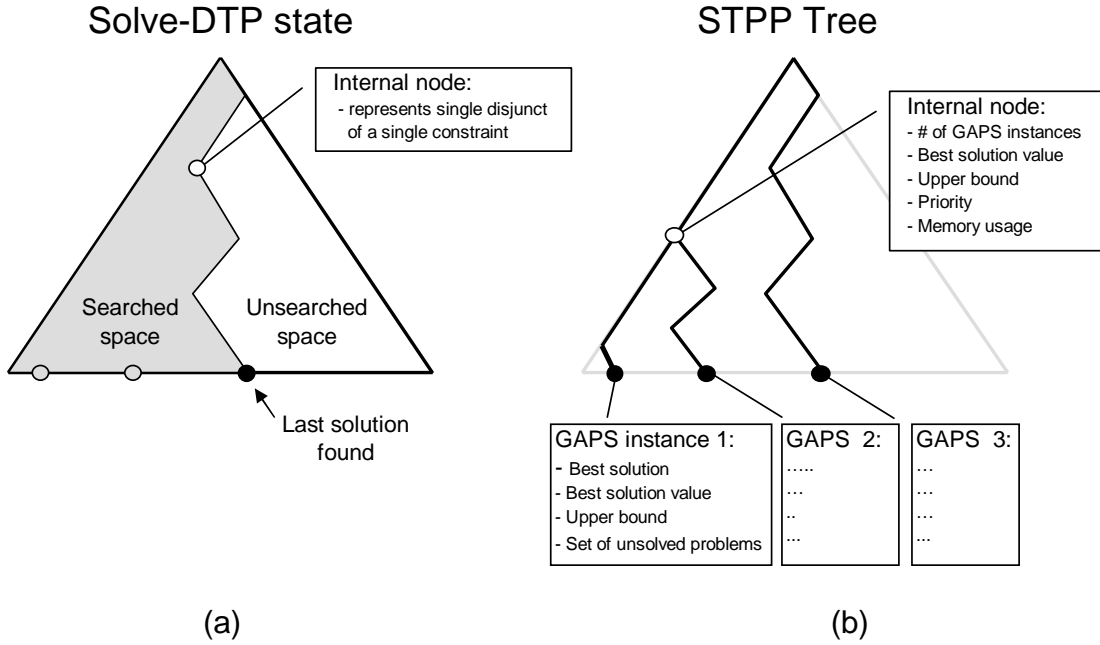 Solve-DTP state
Internal node:
- represents single disjunct
of a single constraint
Searched
space
Unsearched
space
Last solution
found
(a)
STPP Tree
Internal node:
- # of GAPS instances
- Best solution value
- Upper bound
- Priority
- Memory usage
GAPS instance 1:
- Best solution
- Best solution value
- Upper bound
- Set of unsolved problems
GAPS 2:
.....
...
..
...
GAPS 3:
...
...
...
...
(b)